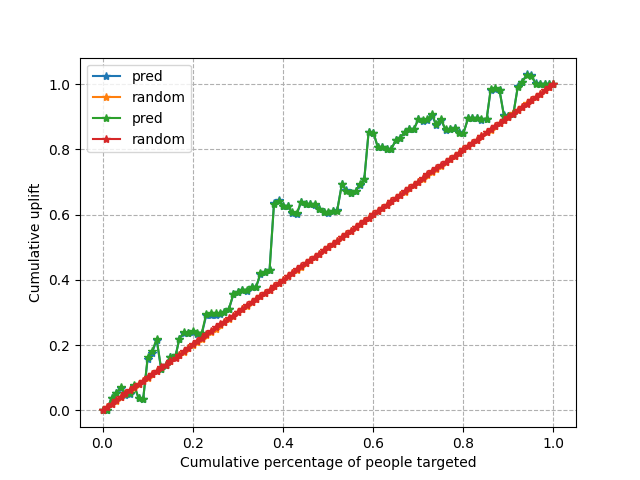 pred
random
pred
random
1.0
0.8
0.6
0.4
0.2
0.0
Cumulative uplift
0.0 0.2 0.4 0.6 0.8 1.0
Cumulative percentage of people targeted